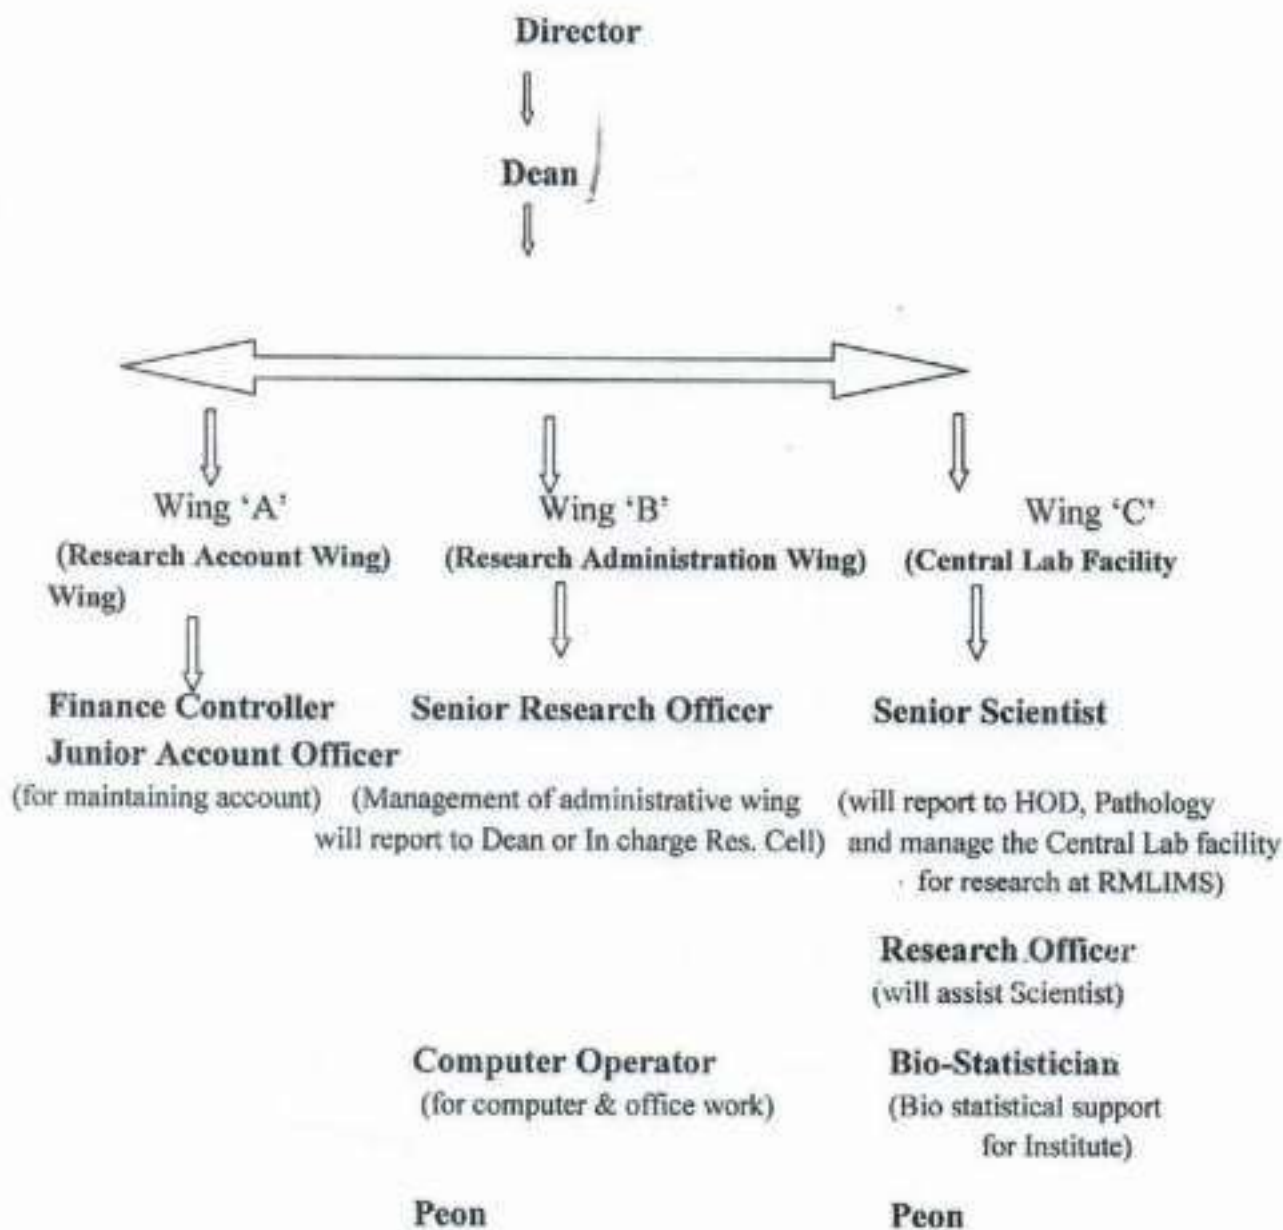 Director
Dean
Wing ‘A’
(Research Account Wing)
Wing)
Finance Controller
Junior Account Officer
(for maintaining account)
Wing ‘B’
(Research Administration Wing)
Senior Research Officer
(Management of administrative wing
will report to Dean or In charge Res. Cell)
Computer Operator
(for computer & office work)
Peon
Wing ‘C’
(Central Lab Facility
Senior Scientist
(will report to HOD, Pathology
and manage the Central Lab facility
for research at RMLIMS)
Research Officer
(will assist Scientist)
Bio-Statistician
(Bio statistical support
for Institute)
Peon